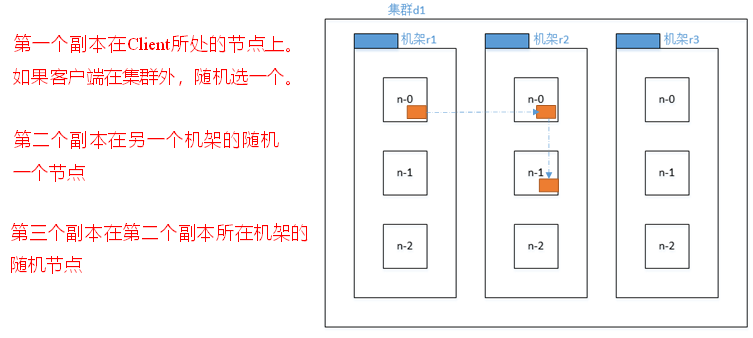 第一个副本在Client所处的节点上。
如果客户端在集群外，随机选一个。
第二个副本在另一个机架的随机
一个节点
第三个副本在第二个副本所在机架的
随机节点
集群d1
机架r1
机架r2
机架r3
n-0
n-0
n-0
n-1
n-1
n-1
n-2
n-2
n-2